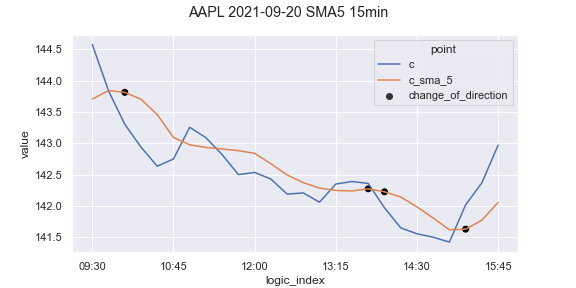 AAPL 2021-09-20 SMA5 15min
point
c
c_sma_5
change_of_direction
144.5
144.0
143.5
143.0
142.5
142.0
141.5
value
09:30 10:45 12:00 13:15 14:30 15:45
logic_index